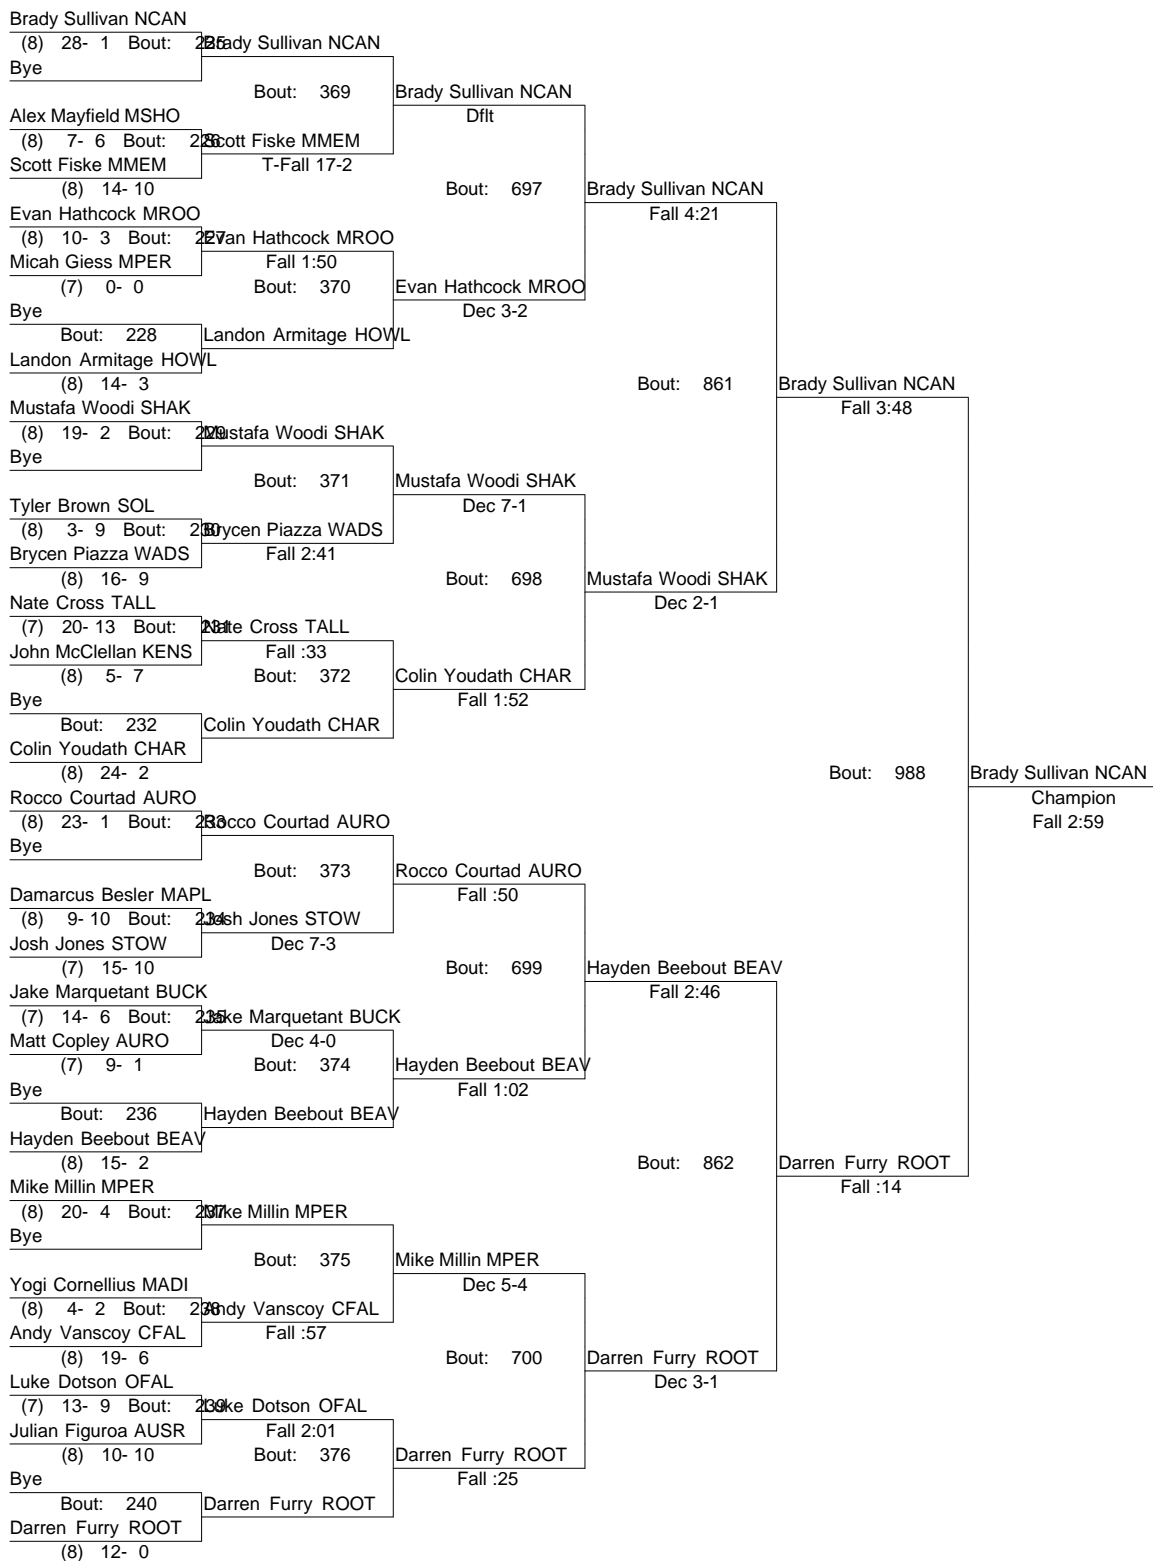 Brady Sullivan NCAN
(8) 28- 1 Bout: 225 Brady Sullivan NCAN
Bye
Bout: 369 Brady Sullivan NCAN
Alex Mayfield MSHO Dflt
(8) 7- 6 Bout: 226 Scott Fiske MMEM
Scott Fiske MMEM T-Fall 17-2
(8) 14- 10 Bout: 697 Brady Sullivan NCAN
Evan Hathcock MROO Fall 4:21
(8) 10- 3 Bout: 227 Evan Hathcock MROO
Micah Giess MPER Fall 1:50
(7) 0- 0 Bout: 370 Evan Hathcock MROO
Bye Dec 3-2
Bout: 228 Landon Armitage HOWL
Landon Armitage HOWL
(8) 14- 3 Bout: 861 Brady Sullivan NCAN
Mustafa Woodi SHAK Fall 3:48
(8) 19- 2 Bout: 229 Mustafa Woodi SHAK
Bye
Bout: 371 Mustafa Woodi SHAK
Tyler Brown SOL Dec 7-1
(8) 3- 9 Bout: 230 Brycen Piazza WADS
Brycen Piazza WADS Fall 2:41
(8) 16- 9 Bout: 698 Mustafa Woodi SHAK
Nate Cross TALL Dec 2-1
(7) 20- 13 Bout: 231 Nate Cross TALL
John McClellan KENS Fall :33
(8) 5- 7 Bout: 372 Colin Youdath CHAR
Bye Fall 1:52
Bout: 232 Colin Youdath CHAR
Colin Youdath CHAR
(8) 24- 2 Bout: 988 Brady Sullivan NCAN
Rocco Courtad AURO Champion
(8) 23- 1 Bout: 233 Rocco Courtad AURO Fall 2:59
Bye
Bout: 373 Rocco Courtad AURO
Damarcus Besler MAPL Fall :50
(8) 9- 10 Bout: 234 Josh Jones STOW
Josh Jones STOW Dec 7-3
(7) 15- 10 Bout: 699 Hayden Beebout BEAV
Jake Marquetant BUCK Fall 2:46
(7) 14- 6 Bout: 235 Jake Marquetant BUCK
Matt Copley AURO Dec 4-0
(7) 9- 1 Bout: 374 Hayden Beebout BEAV
Bye Fall 1:02
Bout: 236 Hayden Beebout BEAV
Hayden Beebout BEAV
(8) 15- 2 Bout: 862 Darren Furry ROOT
Mike Millin MPER Fall :14
(8) 20- 4 Bout: 237 Mike Millin MPER
Bye
Bout: 375 Mike Millin MPER
Yogi Cornellius MADI Dec 5-4
(8) 4- 2 Bout: 238 Andy Vanscoy CFAL
Andy Vanscoy CFAL Fall :57
(8) 19- 6 Bout: 700 Darren Furry ROOT
Luke Dotson OFAL Dec 3-1
(7) 13- 9 Bout: 239 Luke Dotson OFAL
Julian Figuroa AUSR Fall 2:01
(8) 10- 10 Bout: 376 Darren Furry ROOT
Bye Fall :25
Bout: 240 Darren Furry ROOT
Darren Furry ROOT
(8) 12- 0